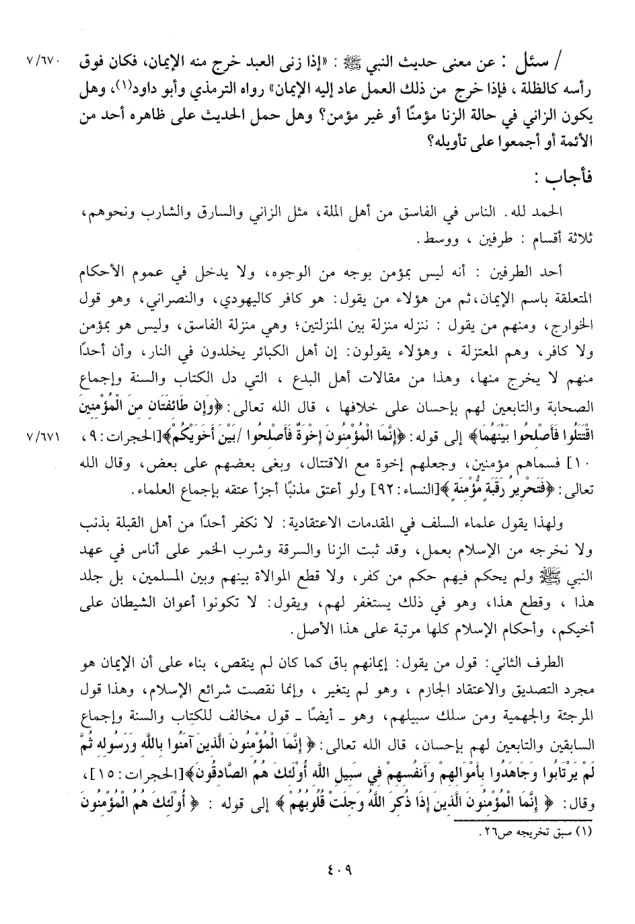 ٧/٦٧٠
/ سئل : عن معنى حديث النبي ﷺ : «إذا زنى العبد خرج منه الإيمان، فكان فوق
رأسه كالظلة ، فإذا خرج من ذلك العمل عاد إليه الإيمان» رواه الترمذي وأبو داود(١)، وهل
يكون الزاني في حالة الزنا مؤمنًا أو غير مؤمن؟ وهل حمل الحديث على ظاهره أحد من
الأئمة أو أجمعوا على تأويله؟
فأجاب :
الحمد لله. الناس في الفاسق من أهل الملة، مثل الزاني والسارق والشارب ونحوهم،
ثلاثة أقسام : طرفين ، ووسط.
أحد الطرفين : أنه ليس بمؤمن بوجه من الوجوه، ولا يدخل في عموم الأحكام
المتعلقة باسم الإيمان،ثم من هؤلاء من يقول: هو كافر كاليهودي، والنصراني، وهو قول
الخوارج، ومنهم من يقول : ننزله منزلة بين المنزلتين؛ وهي منزلة الفاسق، وليس هو بمؤمن
ولا كافر، وهم المعتزلة ، وهؤلاء يقولون: إن أهل الكبائر يخلدون في النار، وأن أحدًا
منهم لا يخرج منها، وهذا من مقالات أهل البدع ، التي دل الكتاب والسنة وإجماع
الصحابة والتابعين لهم بإحسان على خلافها ، قال الله تعالى: ﴿وَإِن طَائِفَتَانِ مِنَ الْمُؤْمِنِينَ
٧/٦٧١
اقْتَتَلُوا فَأَصْلِحُوا بَيْنَهُمَا﴾ إلى قوله: ﴿إِنَّمَا الْمُؤْمِنُونَ إِخْوَةٌ فَأَصْلِحُوا /بَيْنَ أَخَوَيْكُمْ﴾[الحجرات:٩،
١٠] فسماهم مؤمنين، وجعلهم إخوة مع الاقتتال، وبغى بعضهم على بعض، وقال الله
تعالى: ﴿فَتَحْرِيرُ رَقَبَةٍ مُّؤْمِنَةٍ﴾[النساء:٩٢] ولو أعتق مذنبًا أجزأ عتقه بإجماع العلماء.
ولهذا يقول علماء السلف في المقدمات الاعتقادية: لا نكفر أحدًا من أهل القبلة بذنب
ولا نخرجه من الإسلام بعمل، وقد ثبت الزنا والسرقة وشرب الخمر على أناس في عهد
النبي ﷺ ولم يحكم فيهم حكم من كفر، ولا قطع الموالاة بينهم وبين المسلمين، بل جلد
هذا ، وقطع هذا، وهو في ذلك يستغفر لهم، ويقول: لا تكونوا أعوان الشيطان على
أخيكم، وأحكام الإسلام كلها مرتبة على هذا الأصل.
الطرف الثاني: قول من يقول: إيمانهم باق كما كان لم ينقص، بناء على أن الإيمان هو
مجرد التصديق والاعتقاد الجازم ، وهو لم يتغير ، وإنما نقصت شرائع الإسلام، وهذا قول
المرجئة والجهمية ومن سلك سبيلهم، وهو ـ أيضًا ـ قول مخالف للكتاب والسنة وإجماع
السابقين والتابعين لهم بإحسان، قال الله تعالى: ﴿ إِنَّمَا الْمُؤْمِنُونَ الَّذِينَ آمَنُوا بِاللَّهِ وَرَسُولِهِ ثُمَّ
لَمْ يَرْتَابُوا وَجَاهَدُوا بِأَمْوَالِهِمْ وَأَنفُسِهِمْ فِي سَبِيلِ اللَّهِ أُوْلَئِكَ هُمُ الصَّادِقُونَ﴾[الحجرات:١٥]،
وقال: ﴿ إِنَّمَا الْمُؤْمِنُونَ الَّذِينَ إِذَا ذُكِرَ اللَّهُ وَجِلَتْ قُلُوبُهُمْ ﴾ إلى قوله : ﴿ أُوْلَئِكَ هُمُ الْمُؤْمِنُونَ
(١) سبق تخريجه ص٢٦.
٤٠٩